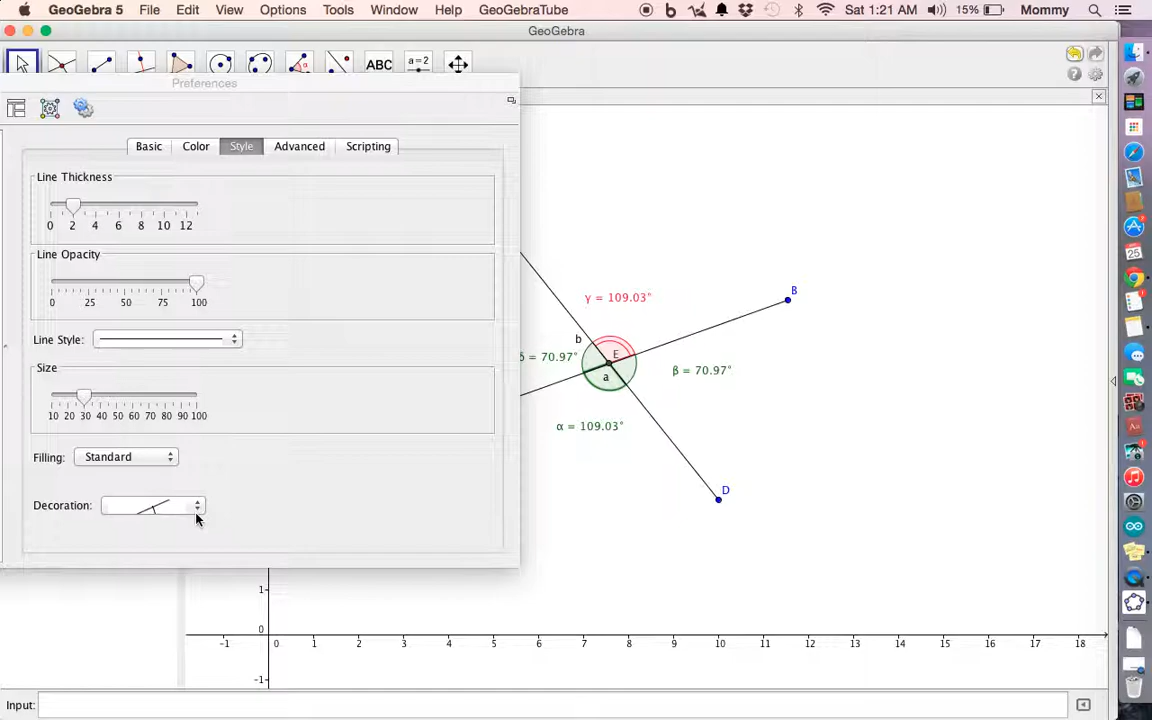 GeoGebra 5 File Edit View Options Tools Window Help GeoGebraTube Sat 1:21 AM 15% Mommy
GeoGebra
ABC a=2
Preferences
Basic Color Style Advanced Scripting
Line Thickness
0 2 4 6 8 10 12
Line Opacity
0 25 50 75 100
Line Style:
Size
10 20 30 40 50 60 70 80 90 100
Filling: Standard
Decoration:
γ = 109.03°
B
b
E
δ = 70.97°
β = 70.97°
a
α = 109.03°
D
1
0
-1 0 1 2 3 4 5 6 7 8 9 10 11 12 13 14 15 16 17 18
-1
Input:
25